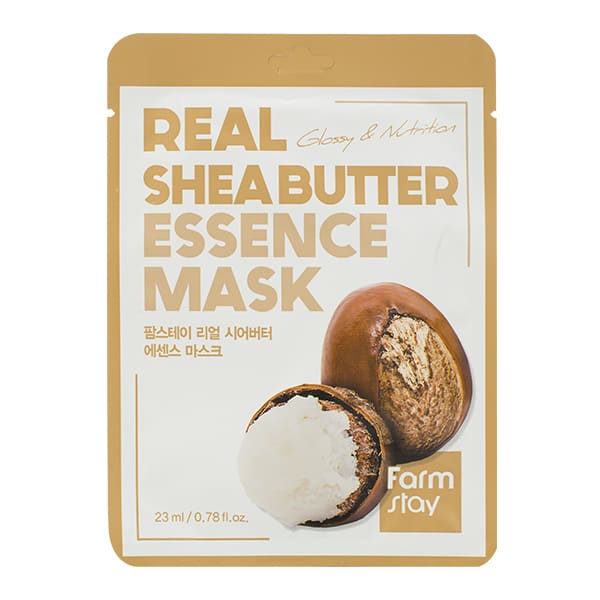 REAL Glossy & Nutrition
SHEA BUTTER
ESSENCE
MASK
팜스테이 리얼 시어버터
에센스 마스크
Farm
stay
23 ml / 0.78 fl.oz.